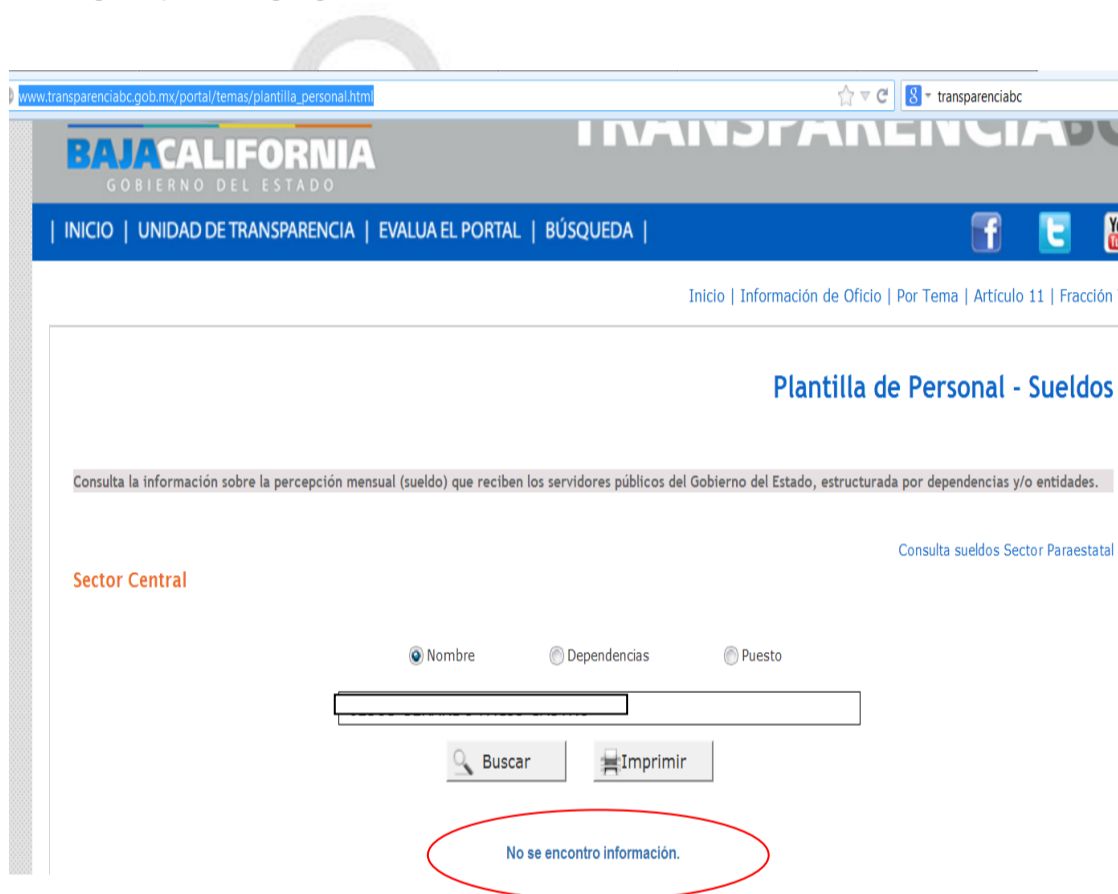 www.transparenciabc.gob.mx/portal/temas/plantilla_personal.html
transparenciabc
BAJACALIFORNIA
GOBIERNO DEL ESTADO
TRANSPARENCIABC
| INICIO | UNIDAD DE TRANSPARENCIA | EVALUA EL PORTAL | BÚSQUEDA |
Inicio | Información de Oficio | Por Tema | Artículo 11 | Fracción
Plantilla de Personal - Sueldos
Consulta la información sobre la percepción mensual (sueldo) que reciben los servidores públicos del Gobierno del Estado, estructurada por dependencias y/o entidades.
Consulta sueldos Sector Paraestatal
Sector Central
Nombre Dependencias Puesto
Buscar Imprimir
No se encontro información.